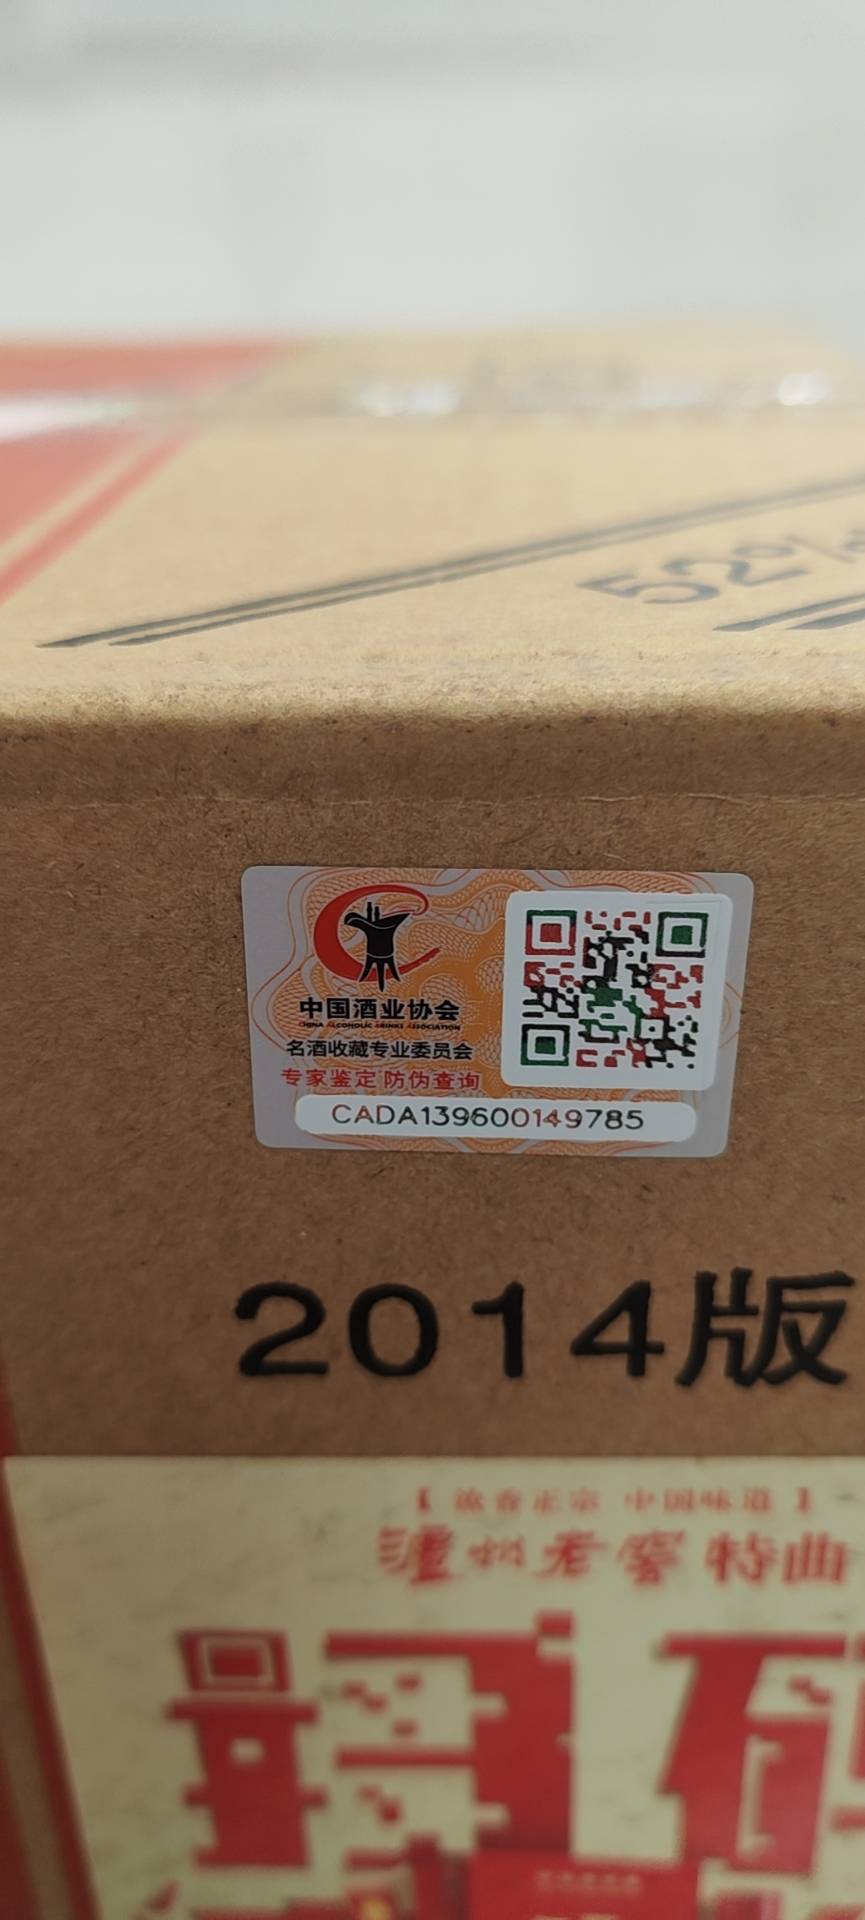 52%
中国酒业协会
CHINA ALCOHOLIC DRINKS ASSOCIATION
名酒收藏专业委员会
专家鉴定 防伪查询
CADA139600149785
2014版
【 浓香正宗 中国味道 】
泸州老窖 特曲